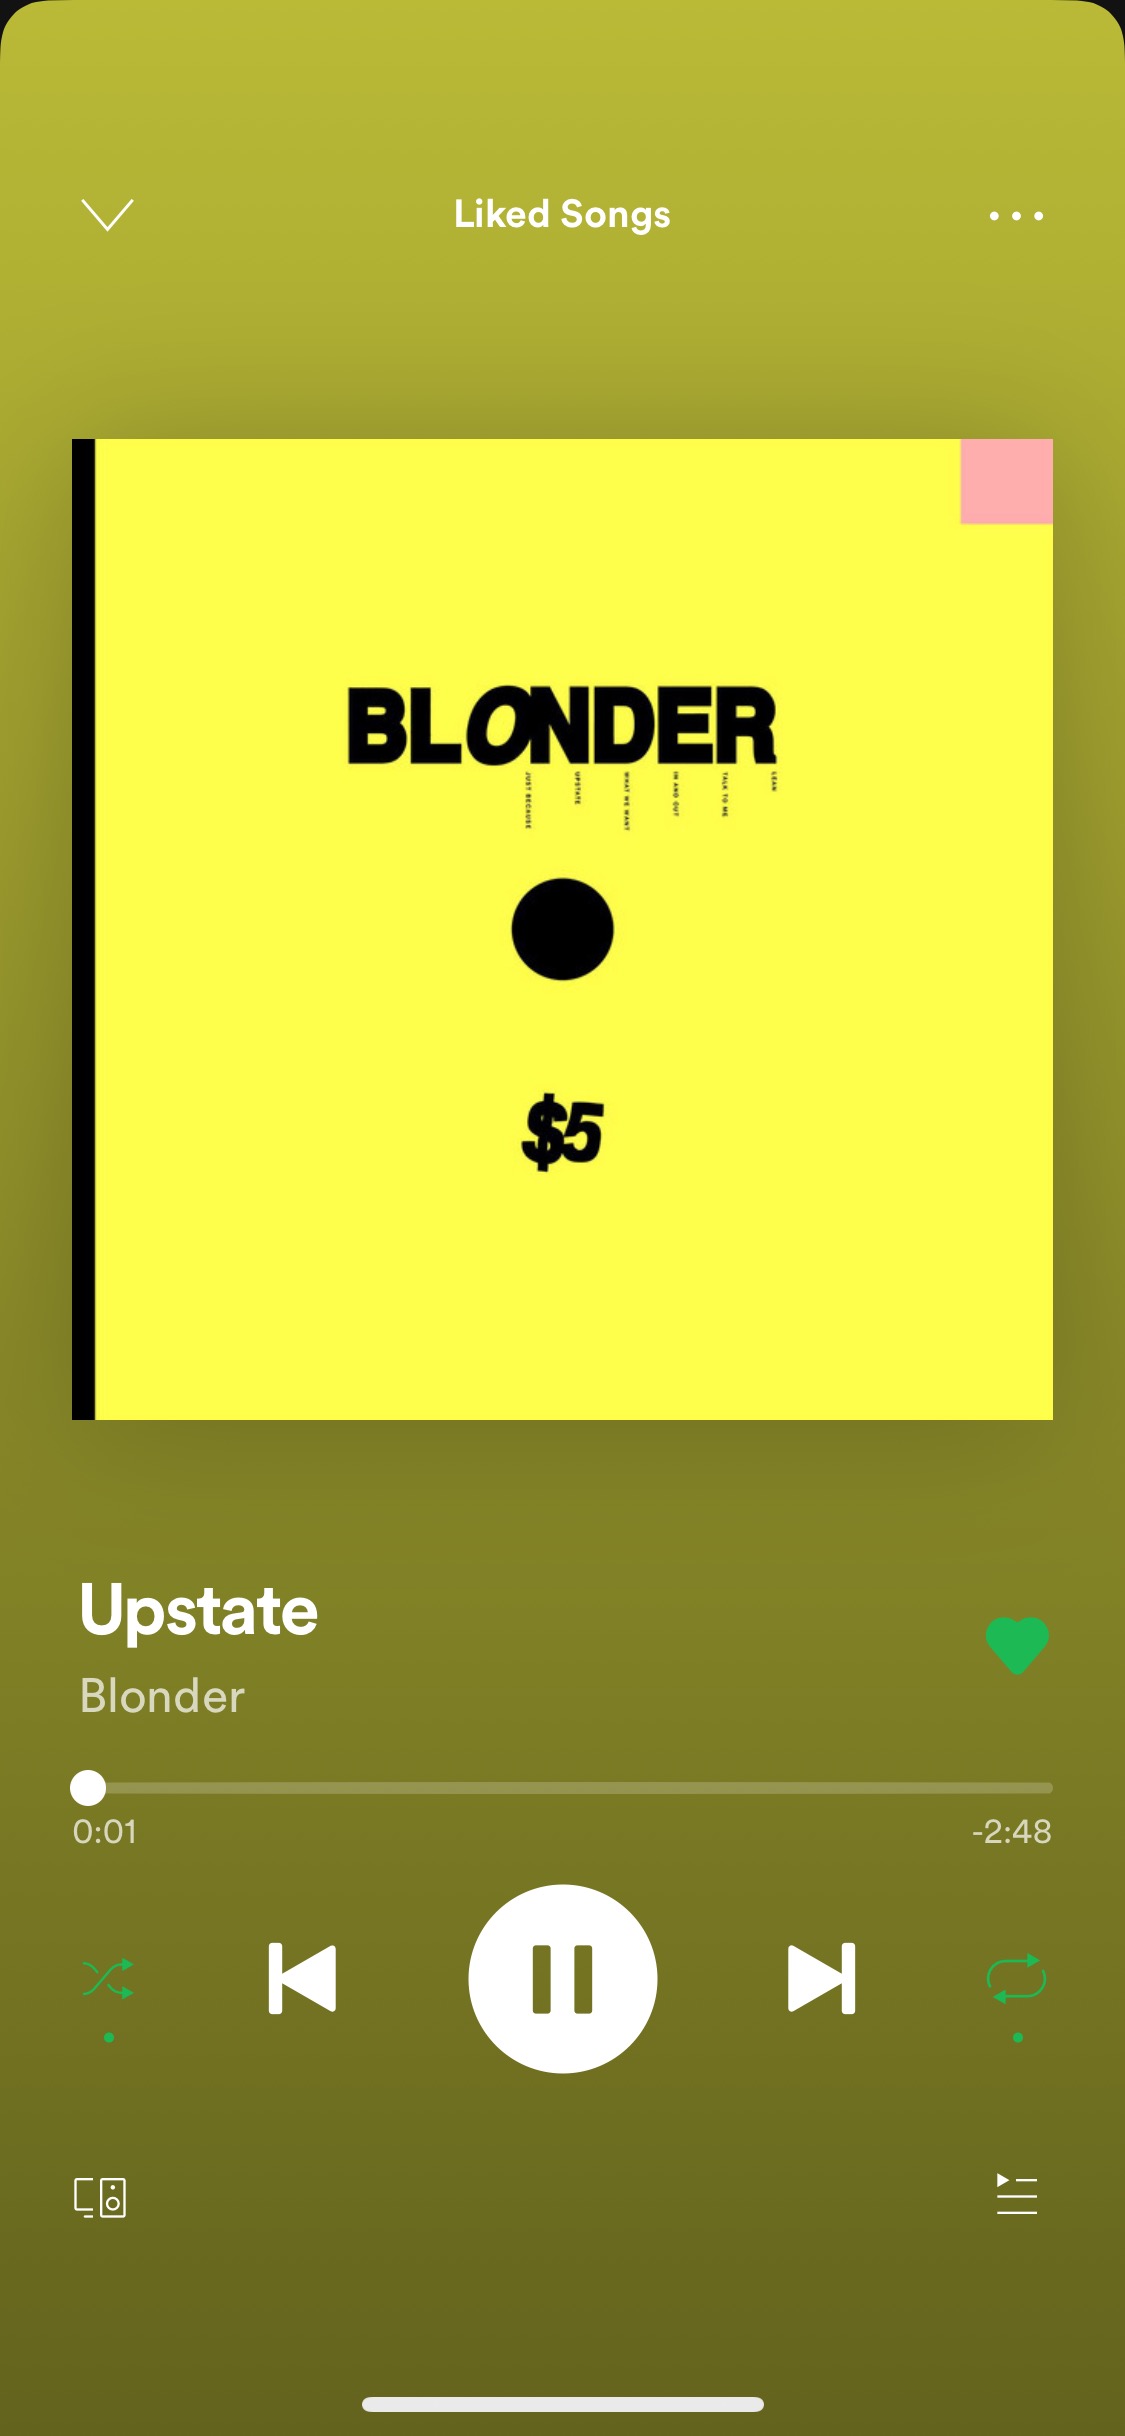 Liked Songs
BLONDER
JUST BECAUSE
UPSTATE
WHAT WE WANT
IN AND OUT
TALK TO ME
LEAN
$5
Upstate
Blonder
0:01
-2:48